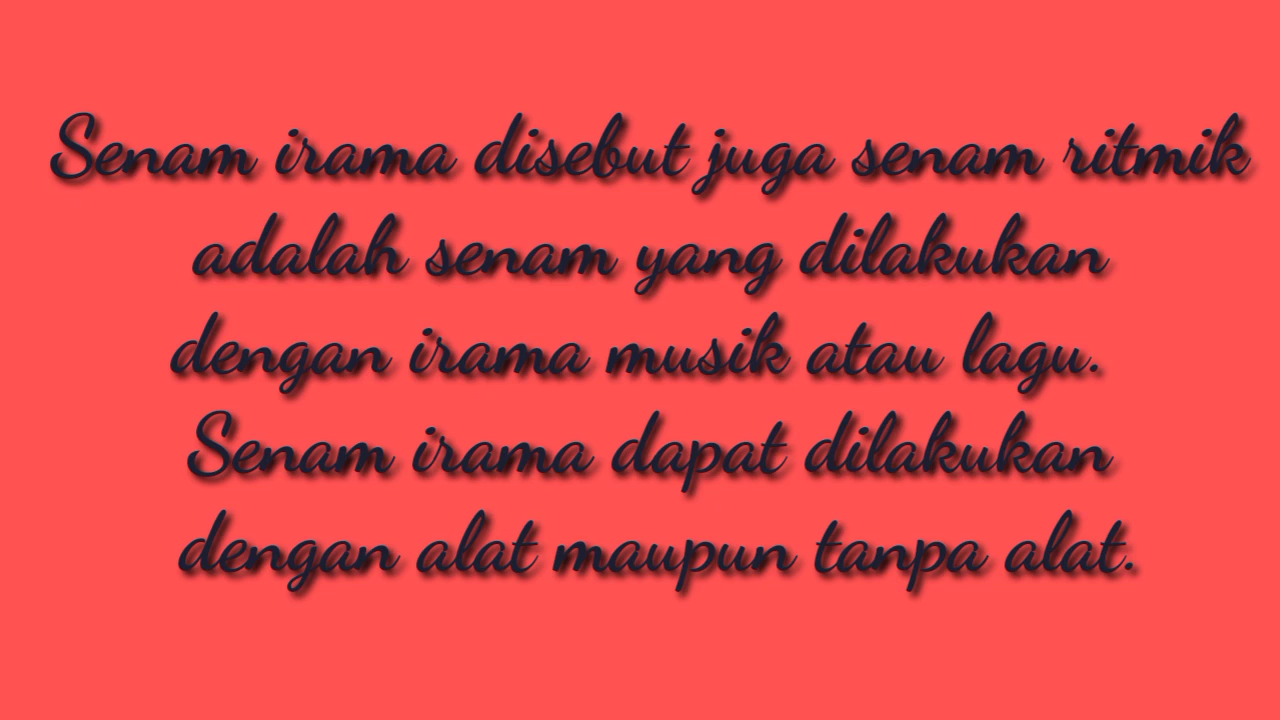 Senam irama disebut juga senam ritmik
adalah senam yang dilakukan
dengan irama musik atau lagu.
Senam irama dapat dilakukan
dengan alat maupun tanpa alat.